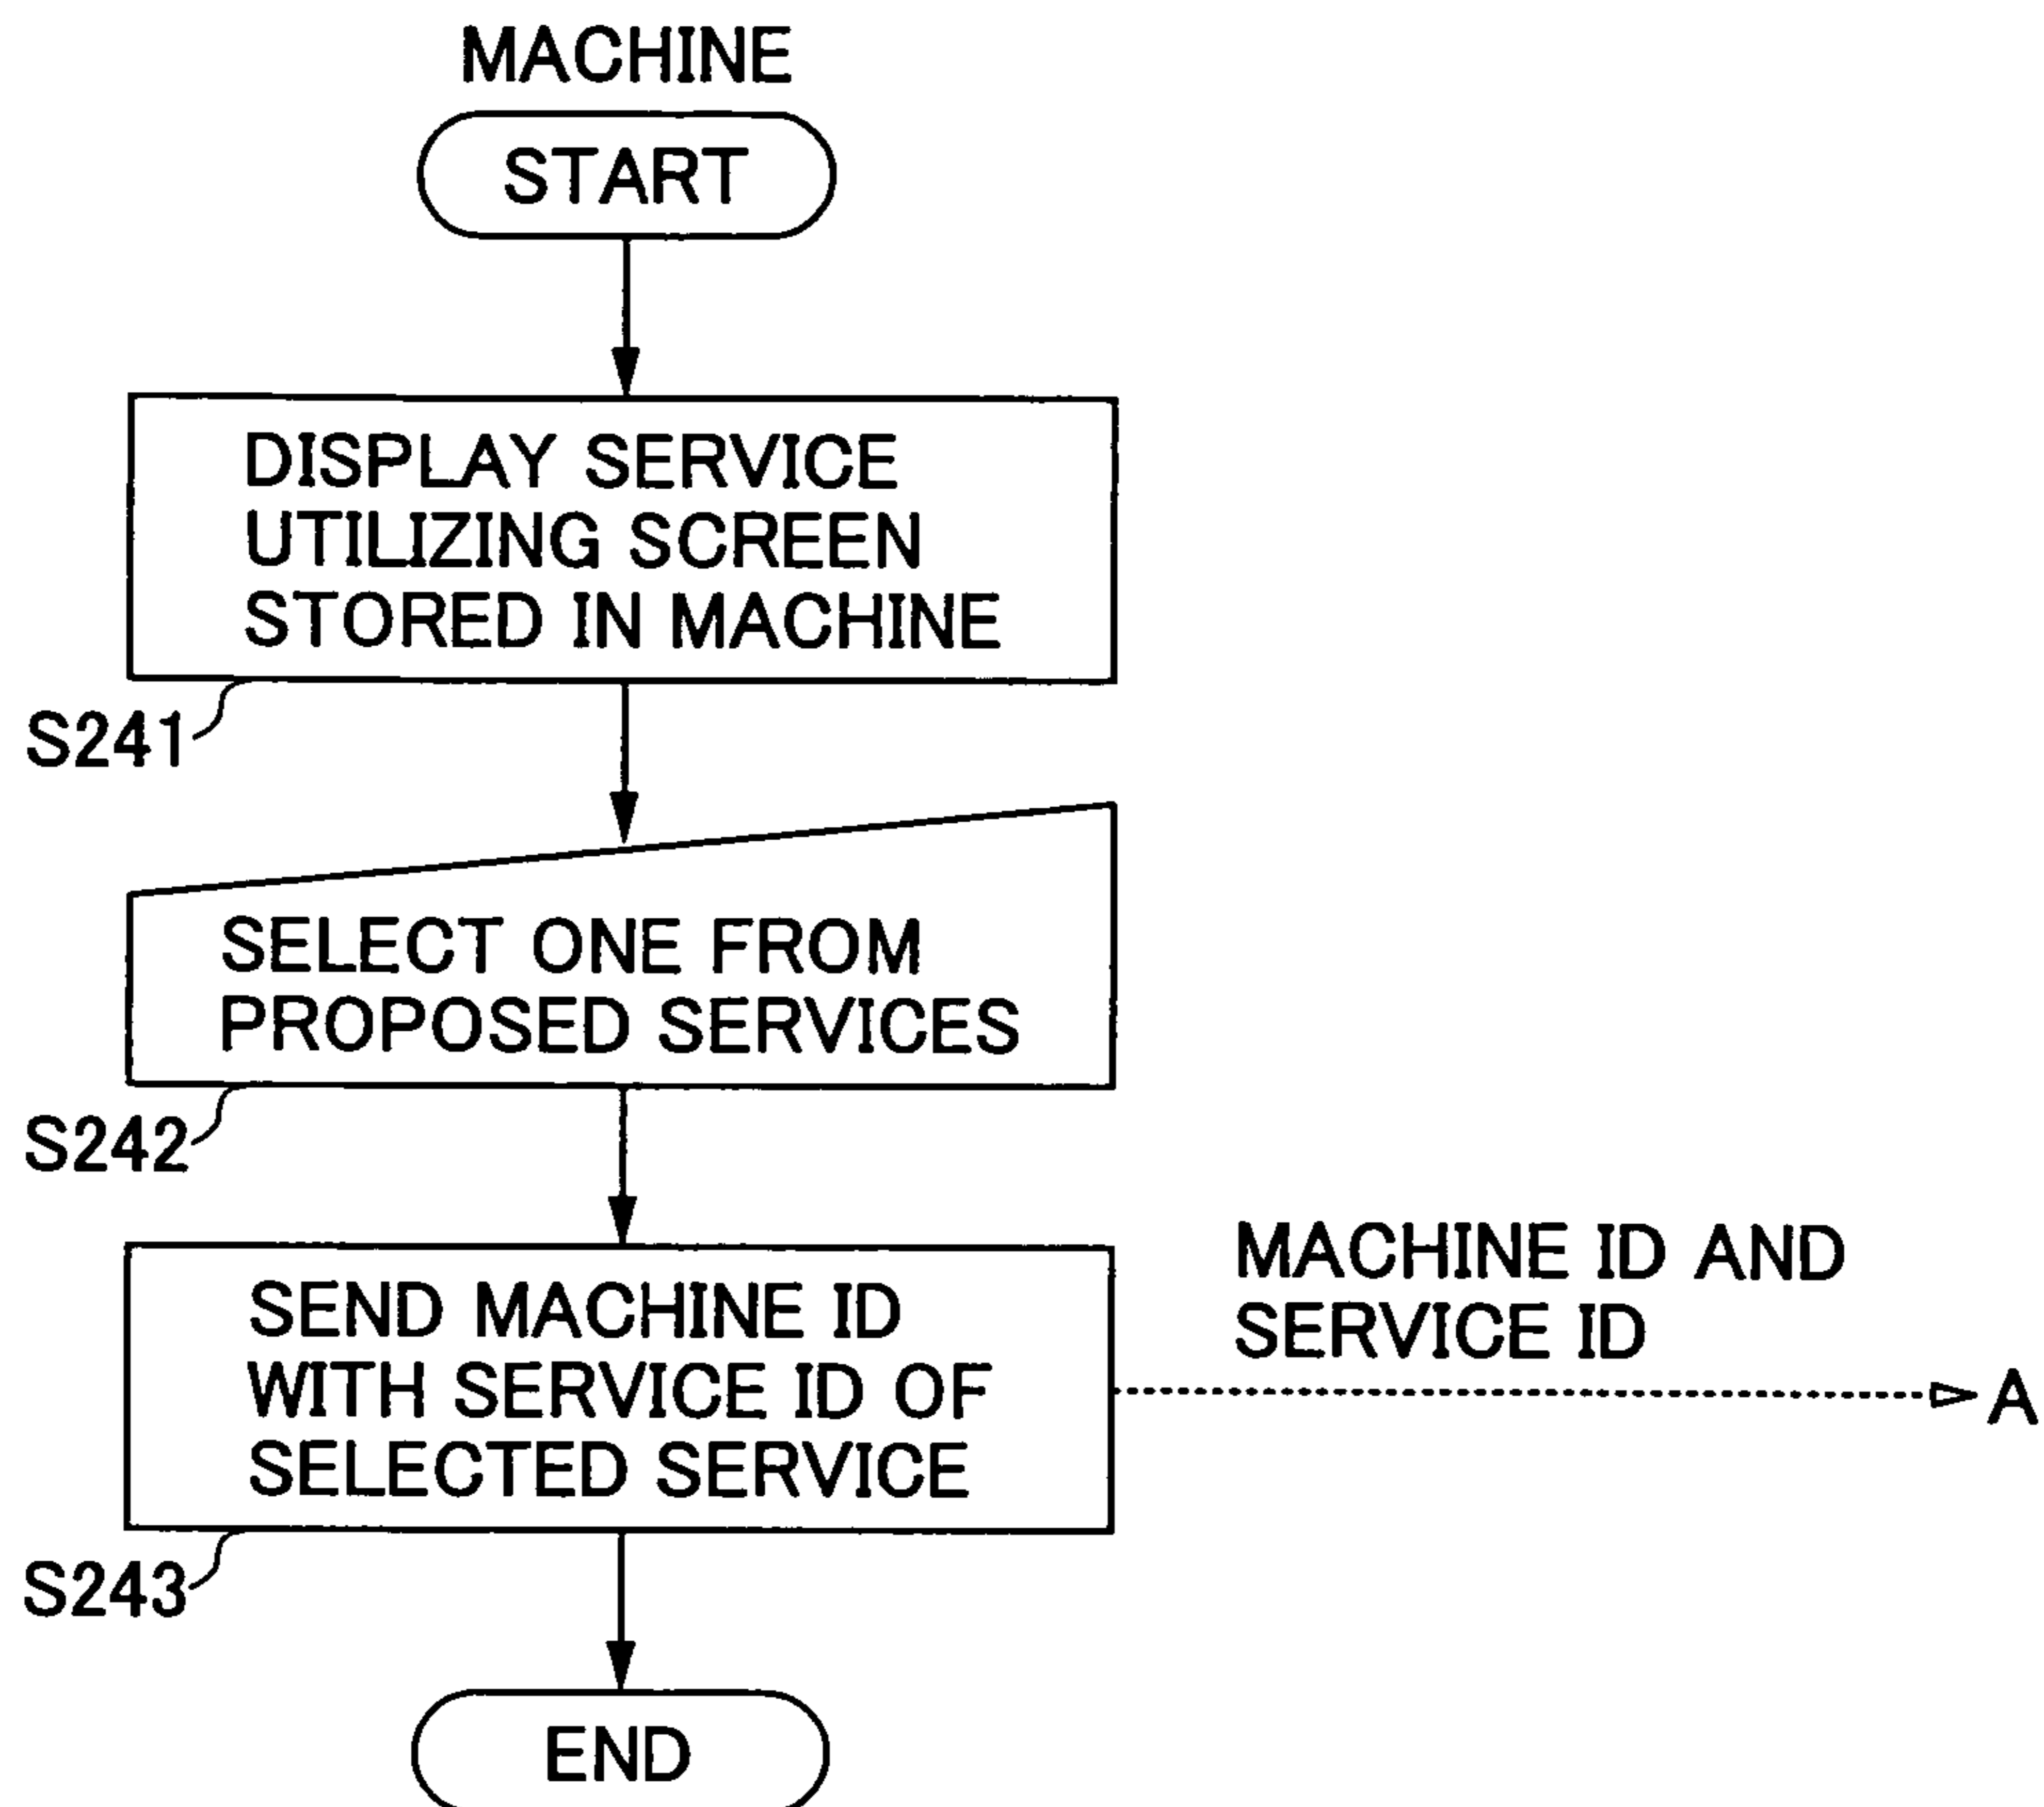 MACHINE
START
DISPLAY SERVICE
UTILIZING SCREEN
STORED IN MACHINE
S241
SELECT ONE FROM
PROPOSED SERVICES
S242
SEND MACHINE ID
WITH SERVICE ID OF
SELECTED SERVICE
MACHINE ID AND
SERVICE ID
A
S243
END